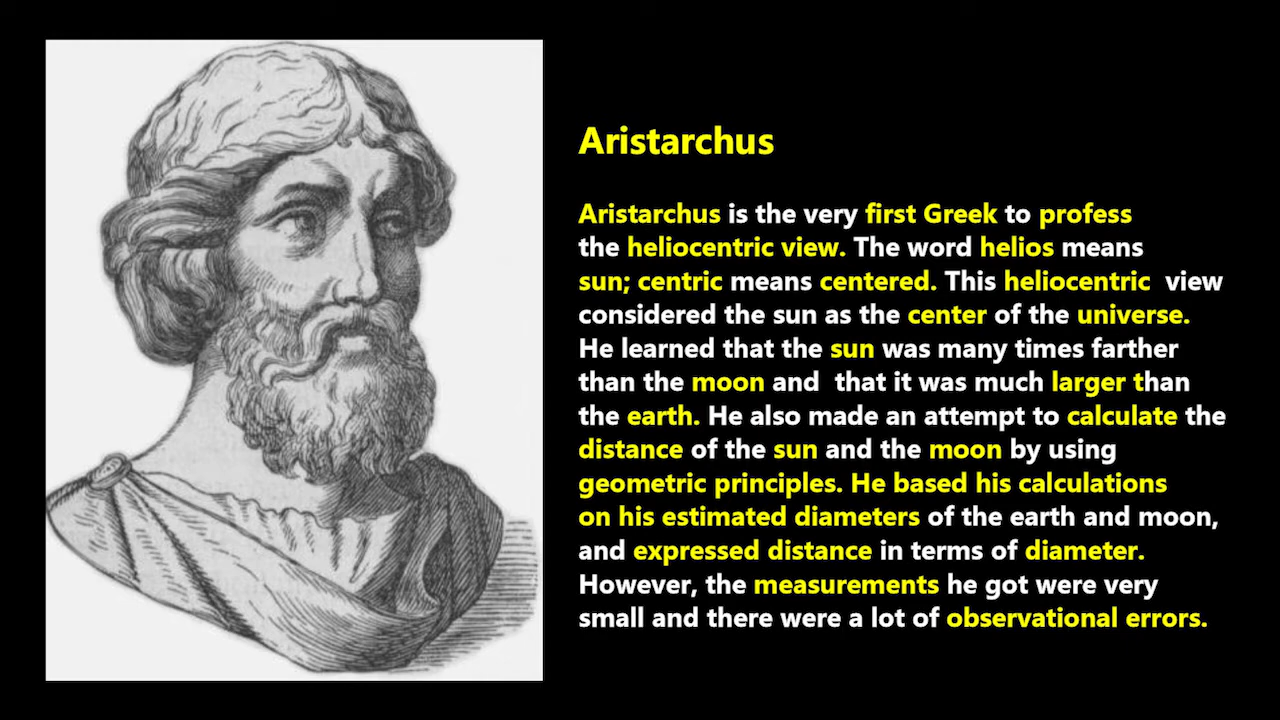 Aristarchus
Aristarchus is the very first Greek to profess
the heliocentric view. The word helios means
sun; centric means centered. This heliocentric view
considered the sun as the center of the universe.
He learned that the sun was many times farther
than the moon and that it was much larger than
the earth. He also made an attempt to calculate the
distance of the sun and the moon by using
geometric principles. He based his calculations
on his estimated diameters of the earth and moon,
and expressed distance in terms of diameter.
However, the measurements he got were very
small and there were a lot of observational errors.